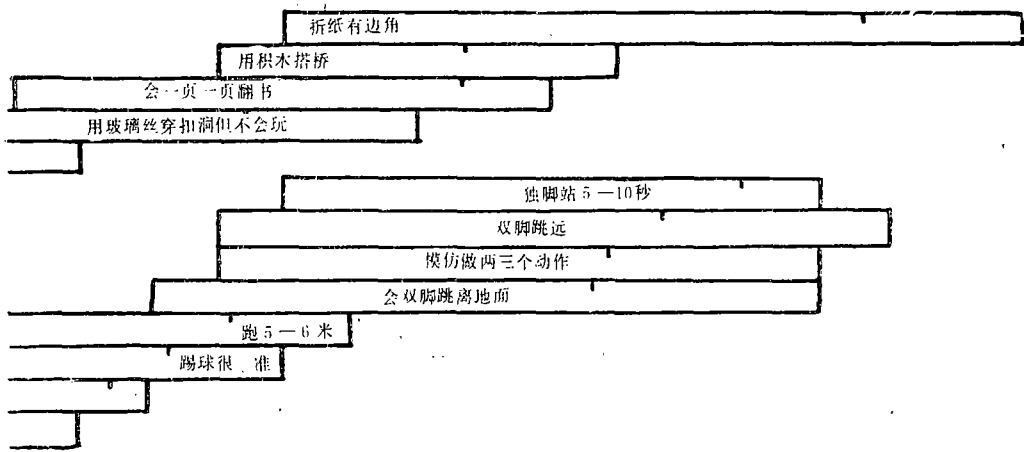 折纸有边角
用积木搭桥
会一页一页翻书
用玻璃丝穿扣洞但不会玩
独脚站5—10秒
双脚跳远
模仿做两三个动作
会双脚跳离地面
跑5—6米
踢球很准